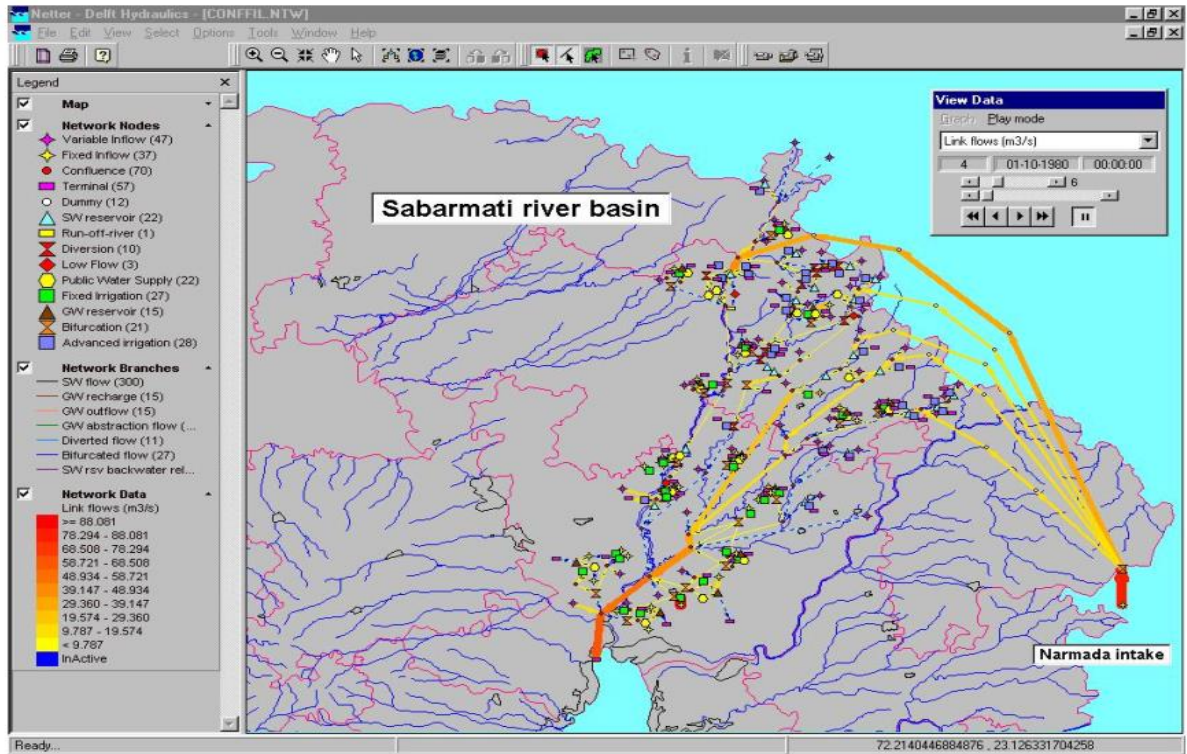 Netter - Delft Hydraulics - [CONFFIL.NTW]
File Edit View Select Options Tools Window Help
Legend
Map
Network Nodes
Variable Inflow (47)
Fixed Inflow (37)
Confluence (70)
Terminal (57)
Dummy (12)
SW reservoir (22)
Run-off-river (1)
Diversion (10)
Low Flow (3)
Public Water Supply (22)
Fixed Irrigation (27)
GW reservoir (15)
Bifurcation (21)
Advanced irrigation (28)
Network Branches
SW flow (300)
GW recharge (15)
GW outflow (15)
GW abstraction flow (...
Diverted flow (11)
Bifurcated flow (27)
SW rsv backwater rel...
Network Data
Link flows (m3/s)
>= 88.081
78.294 - 88.081
68.508 - 78.294
58.721 - 68.508
48.934 - 58.721
39.147 - 48.934
29.360 - 39.147
19.574 - 29.360
9.787 - 19.574
< 9.787
InActive
Sabarmati river basin
View Data
Graph Play mode
Link flows (m3/s)
4 01-10-1980 00:00:00
6
Narmada intake
Ready...
72.2140446884876 , 23.126331704258